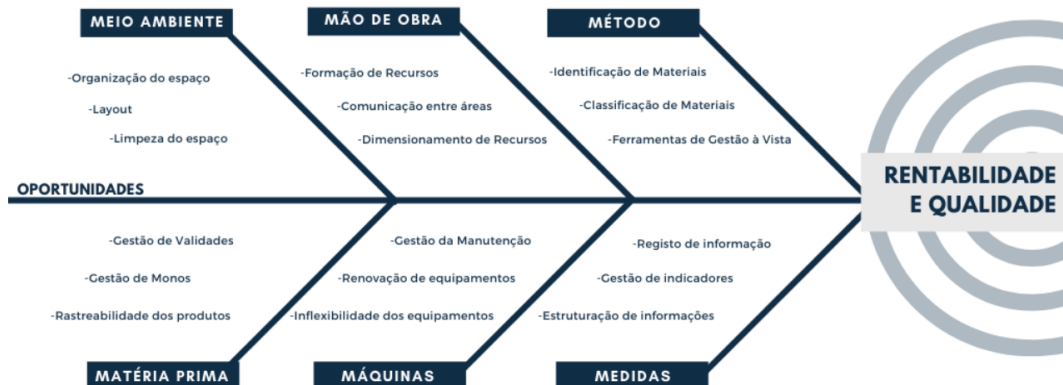 MEIO AMBIENTE
-Organização do espaço
-Layout
-Limpeza do espaço
MÃO DE OBRA
-Formação de Recursos
-Comunicação entre áreas
-Dimensionamento de Recursos
MÉTODO
-Identificação de Materiais
-Classificação de Materiais
-Ferramentas de Gestão à Vista
OPORTUNIDADES
RENTABILIDADE
E QUALIDADE
-Gestão de Validades
-Gestão de Monos
-Rastreabilidade dos produtos
MATÉRIA PRIMA
-Gestão da Manutenção
-Renovação de equipamentos
-Inflexibilidade dos equipamentos
MÁQUINAS
-Registo de informação
-Gestão de indicadores
-Estruturação de informações
MEDIDAS